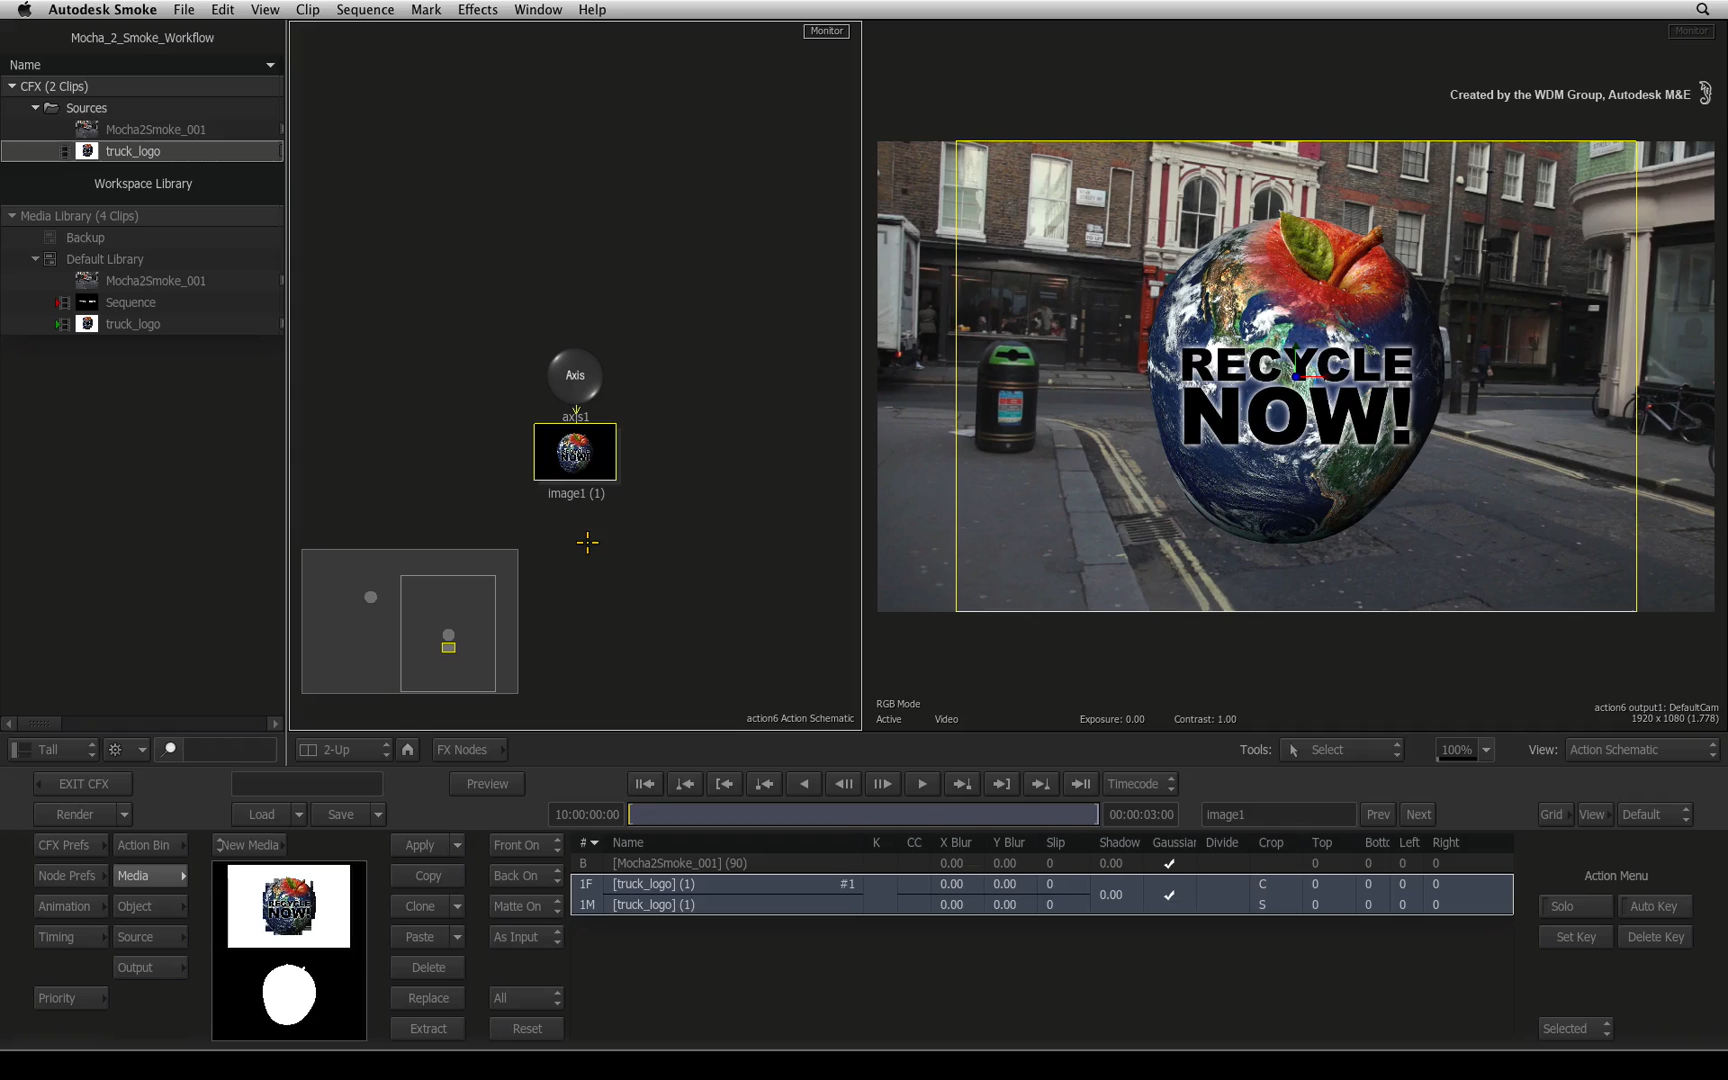 Autodesk Smoke File Edit View Clip Sequence Mark Effects Window Help
Mocha_2_Smoke_Workflow
Name
CFX (2 Clips)
Sources
Mocha2Smoke_001
truck_logo
Workspace Library
Media Library (4 Clips)
Backup
Default Library
Mocha2Smoke_001
Sequence
truck_logo
Monitor
Axis
axis1
RECYCLE
NOW!
image1 (1)
action6 Action Schematic
Monitor
Created by the WDM Group, Autodesk M&E
RECYCLE
NOW!
RGB Mode
Active Video Exposure: 0.00 Contrast: 1.00
action6 output1: DefaultCam
1920 x 1080 (1.778)
Tall 2-Up FX Nodes Tools: Select 100% View: Action Schematic
EXIT CFX Preview Timecode
Render Load Save 10:00:00:00 00:00:03:00 Image1 Prev Next Grid View Default
CFX Prefs Action Bin New Media Apply Front On # Name K CC X Blur Y Blur Slip Shadow Gaussian Divide Crop Top Botto Left Right
B [Mocha2Smoke_001] (90) 0.00 0.00 0 0.00 0 0 0 0
Node Prefs Media Copy Back On 1F [truck_logo] (1) #1 0.00 0.00 0 0.00 C 0 0 0 0
Action Menu
Animation Object Clone Matte On 1M [truck_logo] (1) 0.00 0.00 0 S 0 0 0 0 Solo Auto Key
Timing Source Paste As Input Set Key Delete Key
Output Delete
Priority Replace All
Extract Reset Selected
RECYCLE
NOW!